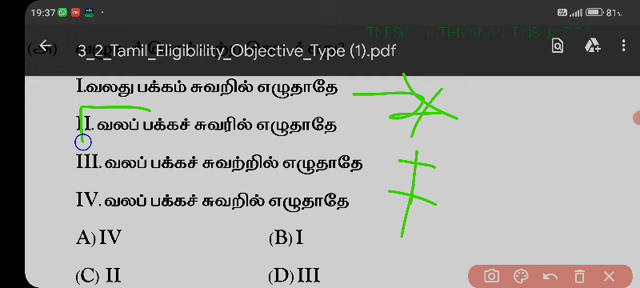 19:37
81%
3_2_Tamil_Eligibility_Objective_Type (1).pdf
I.வலது பக்கம் சுவறில் எழுதாதே
II. வலப் பக்கச் சுவரில் எழுதாதே
III. வலப் பக்கச் சுவற்றில் எழுதாதே
IV. வலப் பக்கச் சுவறில் எழுதாதே
A) IV (B) I
(C) II (D) III